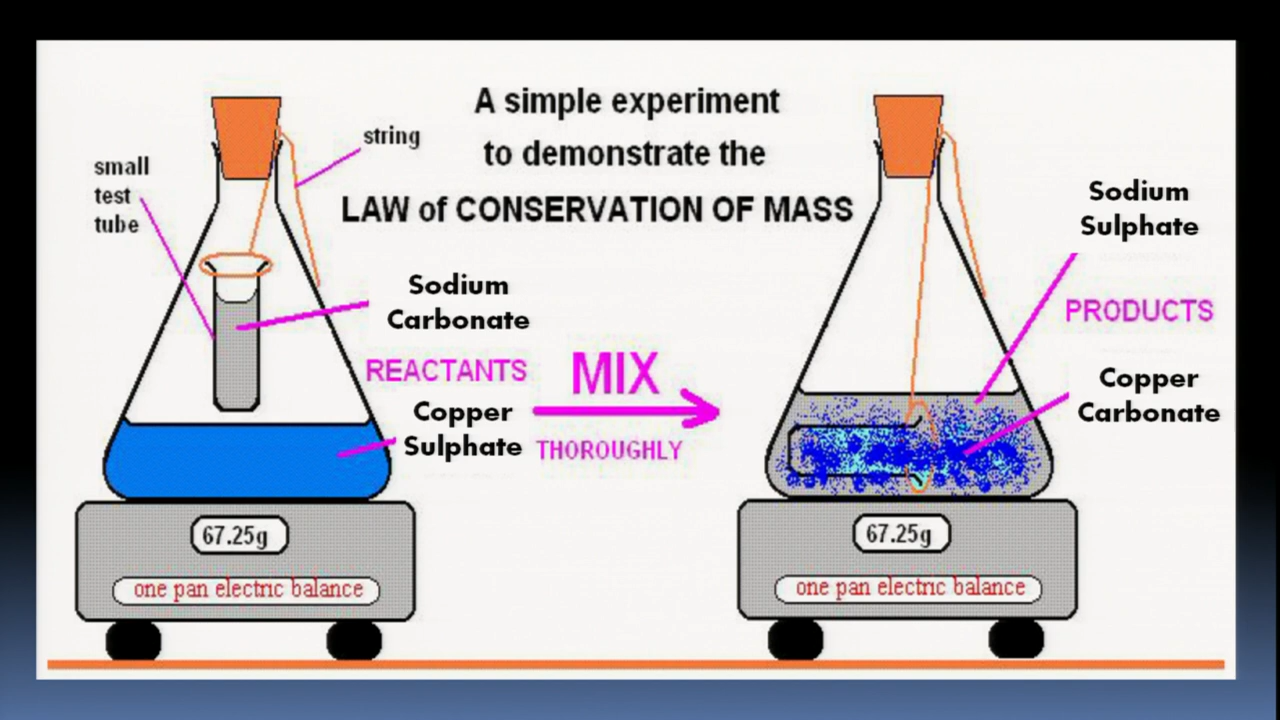 A simple experiment
to demonstrate the
LAW of CONSERVATION OF MASS
string
small
test
tube
Sodium
Carbonate
REACTANTS
Copper
Sulphate
MIX
THOROUGHLY
67.25g
one pan electric balance
Sodium
Sulphate
PRODUCTS
Copper
Carbonate
67.25g
one pan electric balance